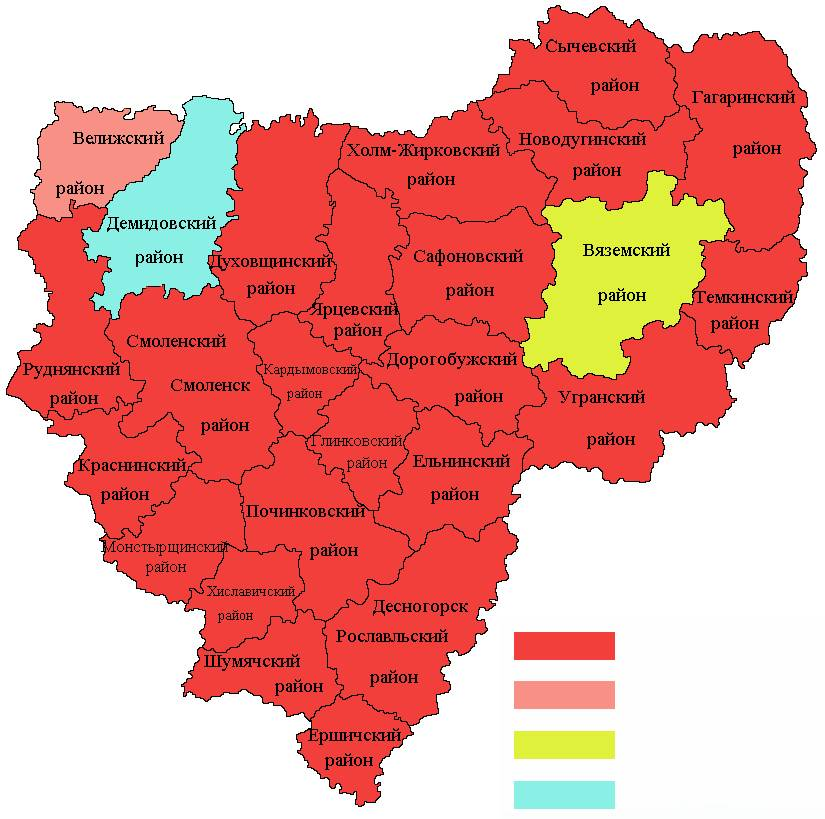 Сычевский
район
Гагаринский
район
Велижский
район
Новодугинский
район
Холм-Жирковский
район
Демидовский
район
Вяземский
район
Духовщинский
район
Сафоновский
район
Темкинский
район
Ярцевский
район
Смоленский
Смоленск
район
Руднянский
район
Кардымовский
район
Дорогобужский
район
Угранский
район
Глинковский
район
Краснинский
район
Ельнинский
район
Починковский
район
Монстырщинский
район
Хиславичский
район
Десногорск
Рославльский
район
Шумячский
район
Ершичский
район